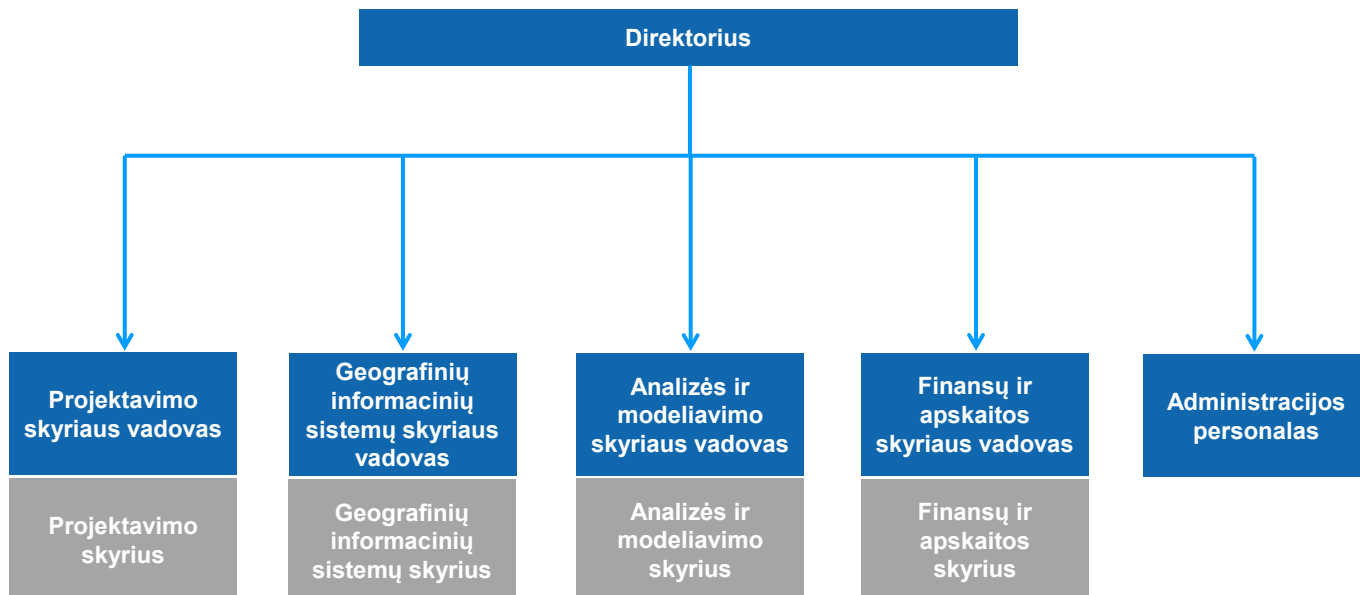 Direktorius
Projektavimo
skyriaus vadovas
Geografinių
informacinių
sistemų skyriaus
vadovas
Analizės ir
modeliavimo
skyriaus vadovas
Finansų ir
apskaitos
skyriaus vadovas
Administracijos
personalas
Projektavimo
skyrius
Geografinių
informacinių
sistemų skyrius
Analizės ir
modeliavimo
skyrius
Finansų ir
apskaitos
skyrius